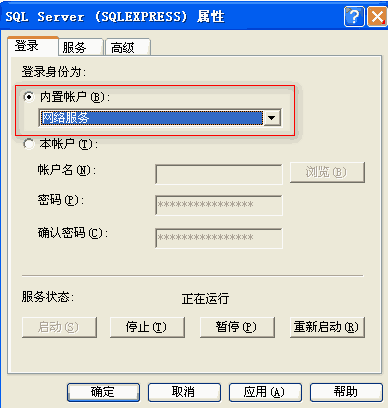 SQL Server (SQLEXPRESS) 属性
登录 服务 高级
登录身份为:
内置帐户(B):
网络服务
本帐户(T):
帐户名(N): 浏览(B)
密码(P): ****************
确认密码(C): ****************
服务状态: 正在运行
启动(S) 停止(T) 暂停(P) 重新启动(R)
确定 取消 应用(A) 帮助